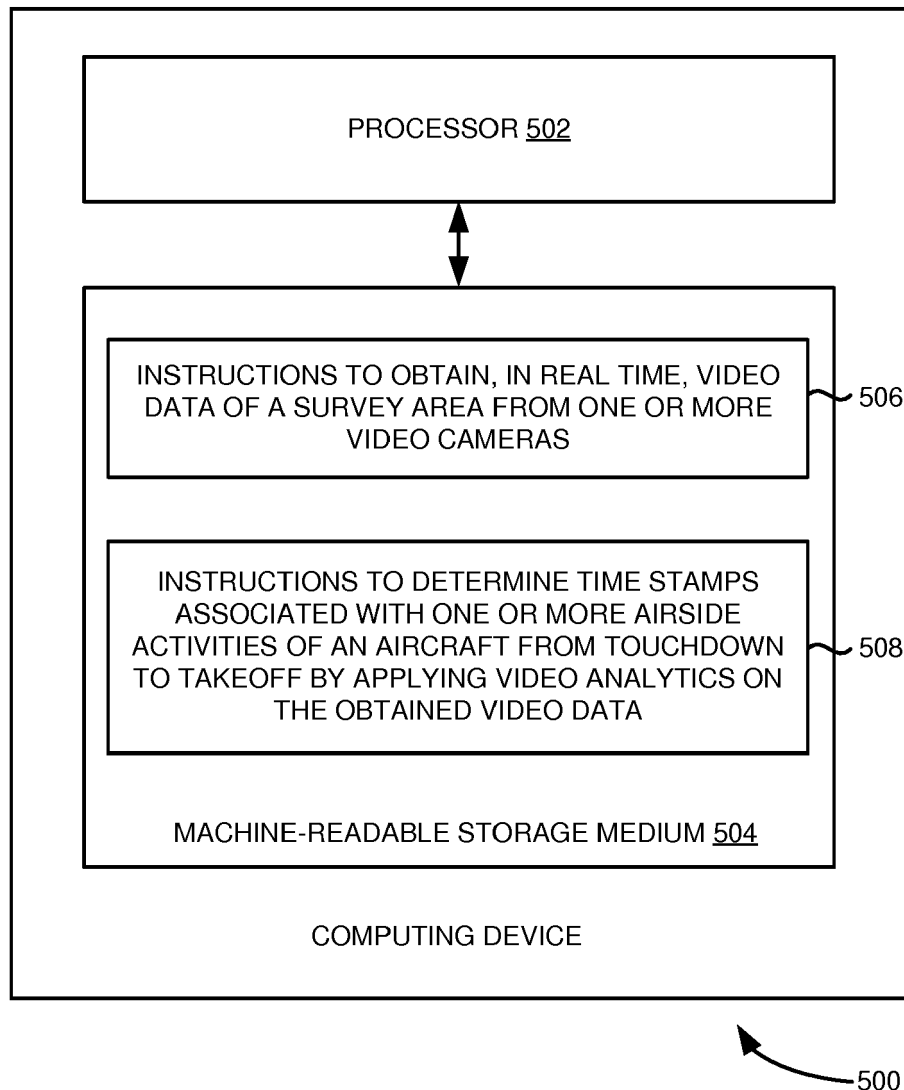 PROCESSOR 502
INSTRUCTIONS TO OBTAIN, IN REAL TIME, VIDEO
DATA OF A SURVEY AREA FROM ONE OR MORE
VIDEO CAMERAS
506
INSTRUCTIONS TO DETERMINE TIME STAMPS
ASSOCIATED WITH ONE OR MORE AIRSIDE
ACTIVITIES OF AN AIRCRAFT FROM TOUCHDOWN
TO TAKEOFF BY APPLYING VIDEO ANALYTICS ON
THE OBTAINED VIDEO DATA
508
MACHINE-READABLE STORAGE MEDIUM 504
COMPUTING DEVICE
500